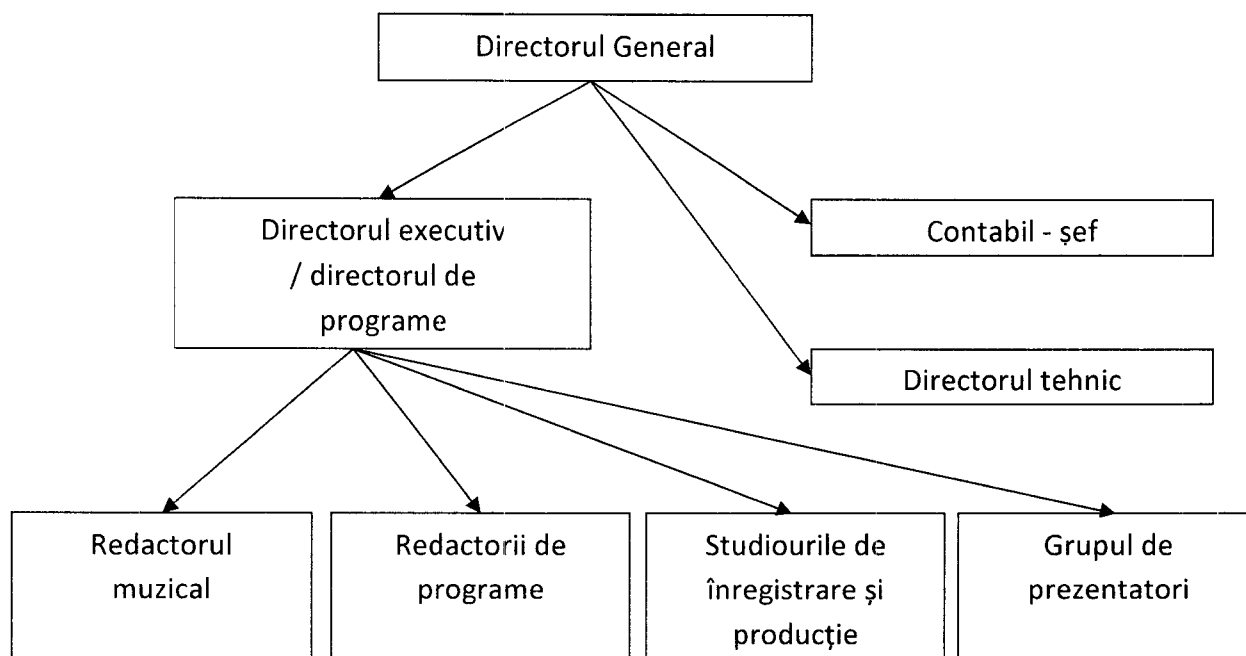 Directorul General
Directorul executiv
/ directorul de
programe
Contabil - șef
Directorul tehnic
Redactorul
muzical
Redactorii de
programe
Studiourile de
înregistrare și
producție
Grupul de
prezentatori